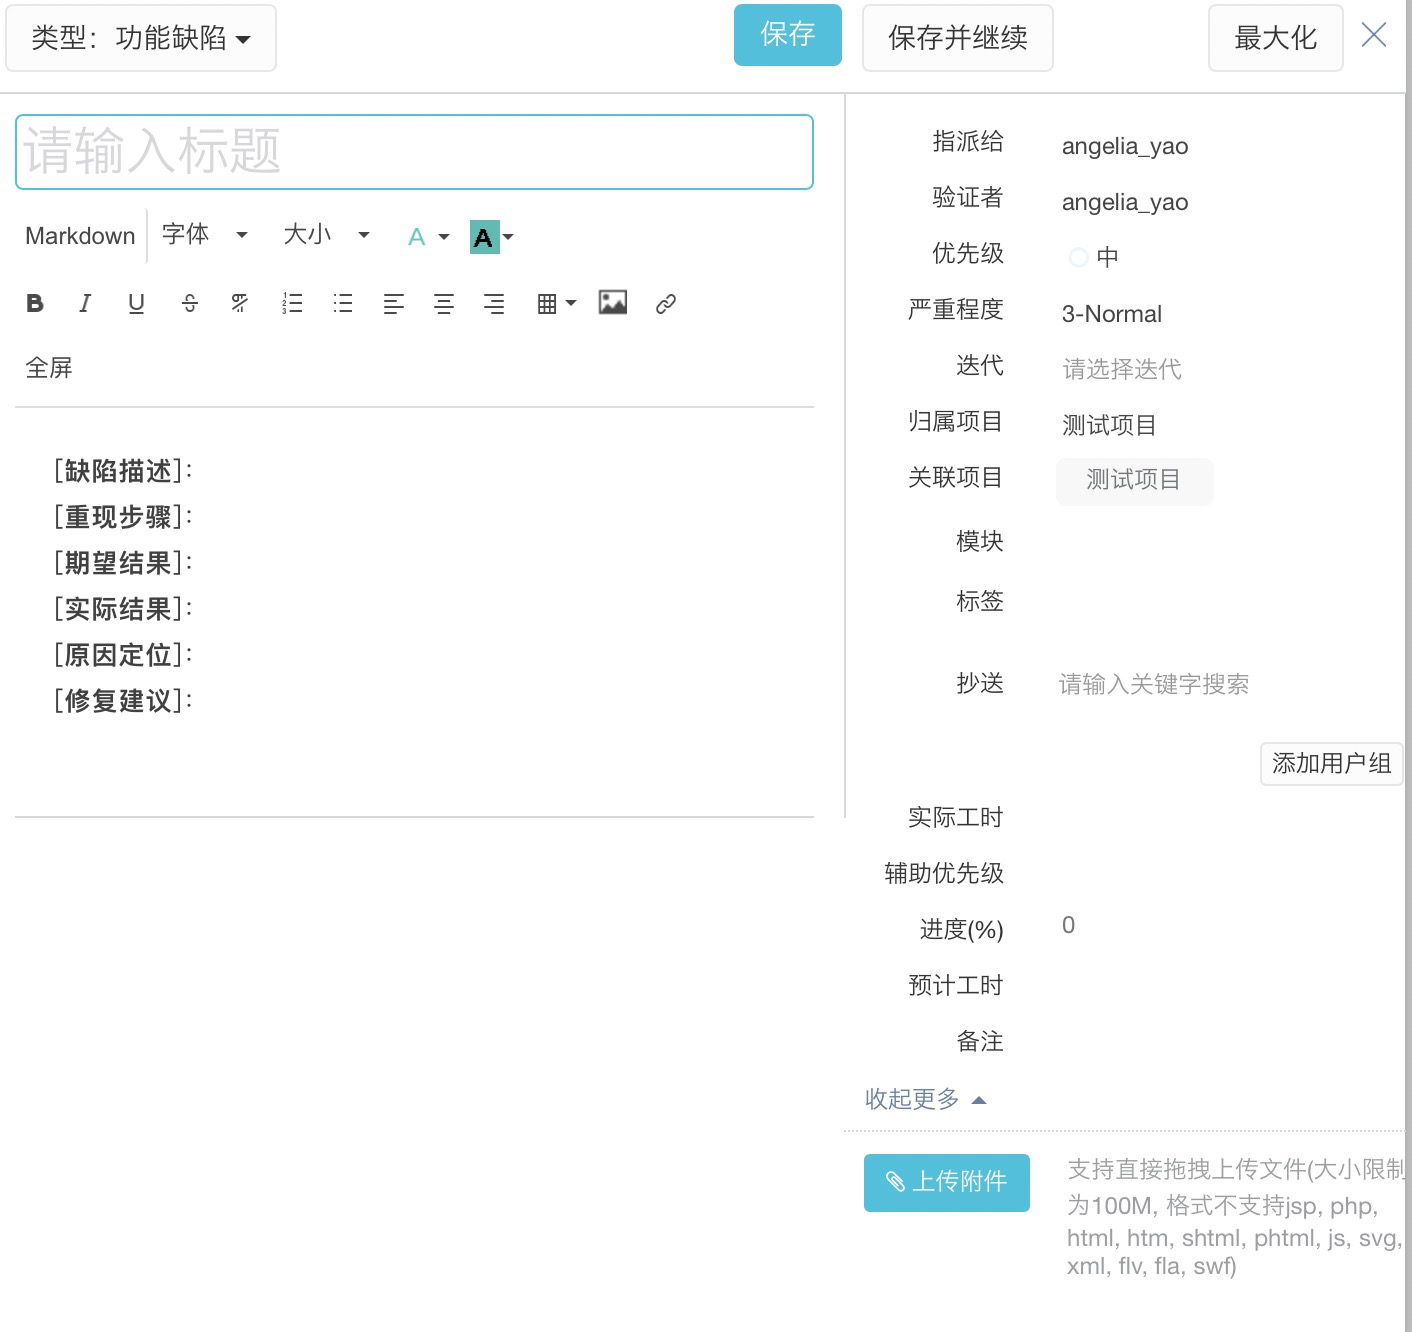 类型：功能缺陷
保存
保存并继续
最大化
请输入标题
Markdown 字体 大小 A A
B I U S
全屏
[缺陷描述]:
[重现步骤]:
[期望结果]:
[实际结果]:
[原因定位]:
[修复建议]:
指派给 angelia_yao
验证者 angelia_yao
优先级 中
严重程度 3-Normal
迭代 请选择迭代
归属项目 测试项目
关联项目 测试项目
模块
标签
抄送 请输入关键字搜索
添加用户组
实际工时
辅助优先级
进度(%) 0
预计工时
备注
收起更多
上传附件
支持直接拖拽上传文件(大小限制
为100M, 格式不支持jsp, php,
html, htm, shtml, phtml, js, svg,
xml, flv, fla, swf)